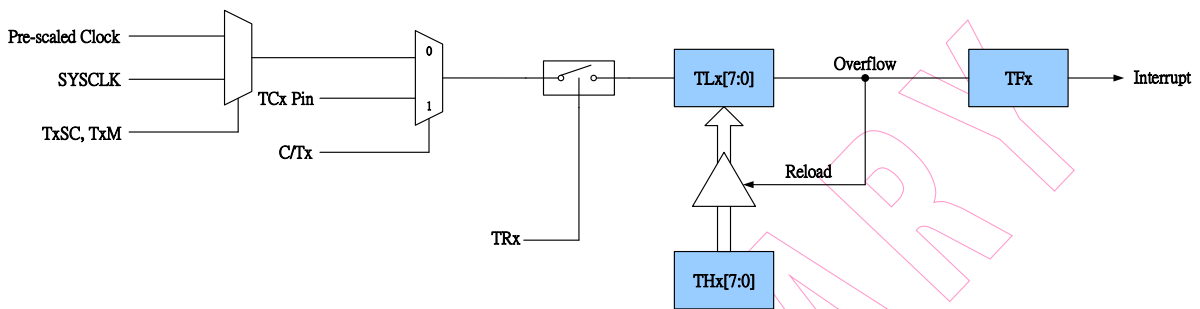 Pre-scaled Clock
SYSCLK
TxSC, TxM
0
TCx Pin
1
C/Tx
TRx
TLx[7:0]
Overflow
TFx
Interrupt
Reload
THx[7:0]